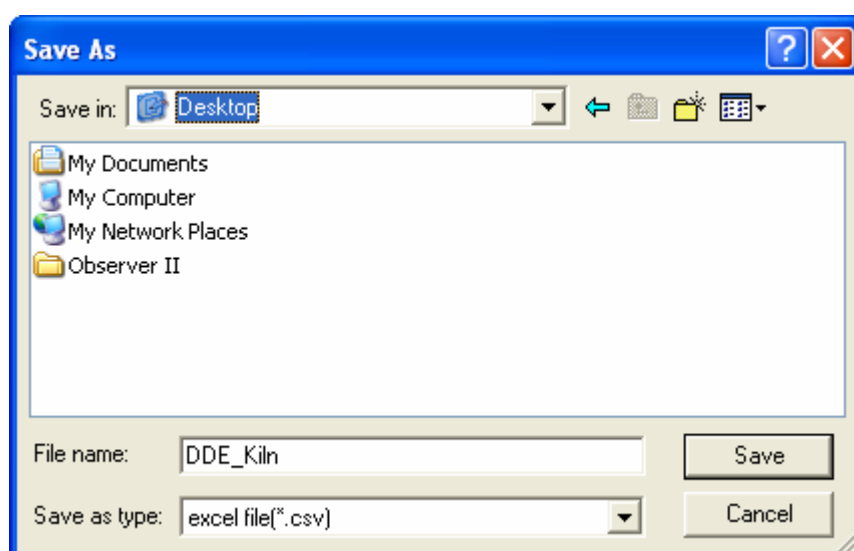 Save As
Save in: Desktop
My Documents
My Computer
My Network Places
Observer II
File name: DDE_Kiln Save
Save as type: excel file(*.csv) Cancel